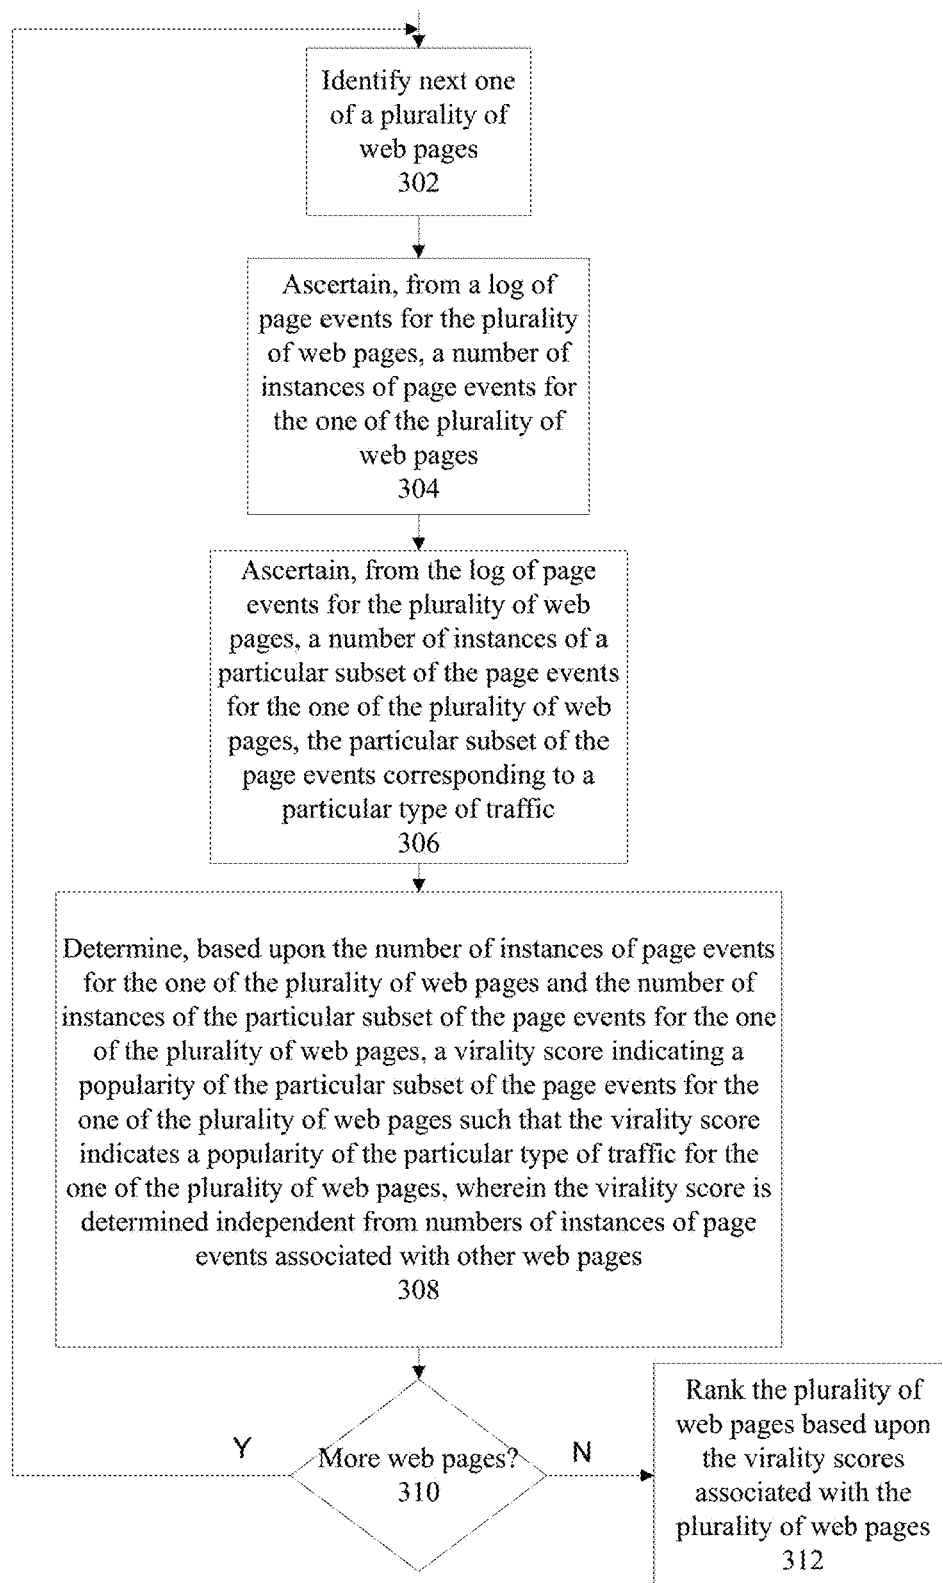 Identify next one
of a plurality of
web pages
302
Ascertain, from a log of
page events for the plurality
of web pages, a number of
instances of page events for
the one of the plurality of
web pages
304
Ascertain, from the log of page
events for the plurality of web
pages, a number of instances of a
particular subset of the page events
for the one of the plurality of web
pages, the particular subset of the
page events corresponding to a
particular type of traffic
306
Determine, based upon the number of instances of page events
for the one of the plurality of web pages and the number of
instances of the particular subset of the page events for the one
of the plurality of web pages, a virality score indicating a
popularity of the particular subset of the page events for the
one of the plurality of web pages such that the virality score
indicates a popularity of the particular type of traffic for the
one of the plurality of web pages, wherein the virality score is
determined independent from numbers of instances of page
events associated with other web pages
308
More web pages?
310
Y
N
Rank the plurality of
web pages based upon
the virality scores
associated with the
plurality of web pages
312